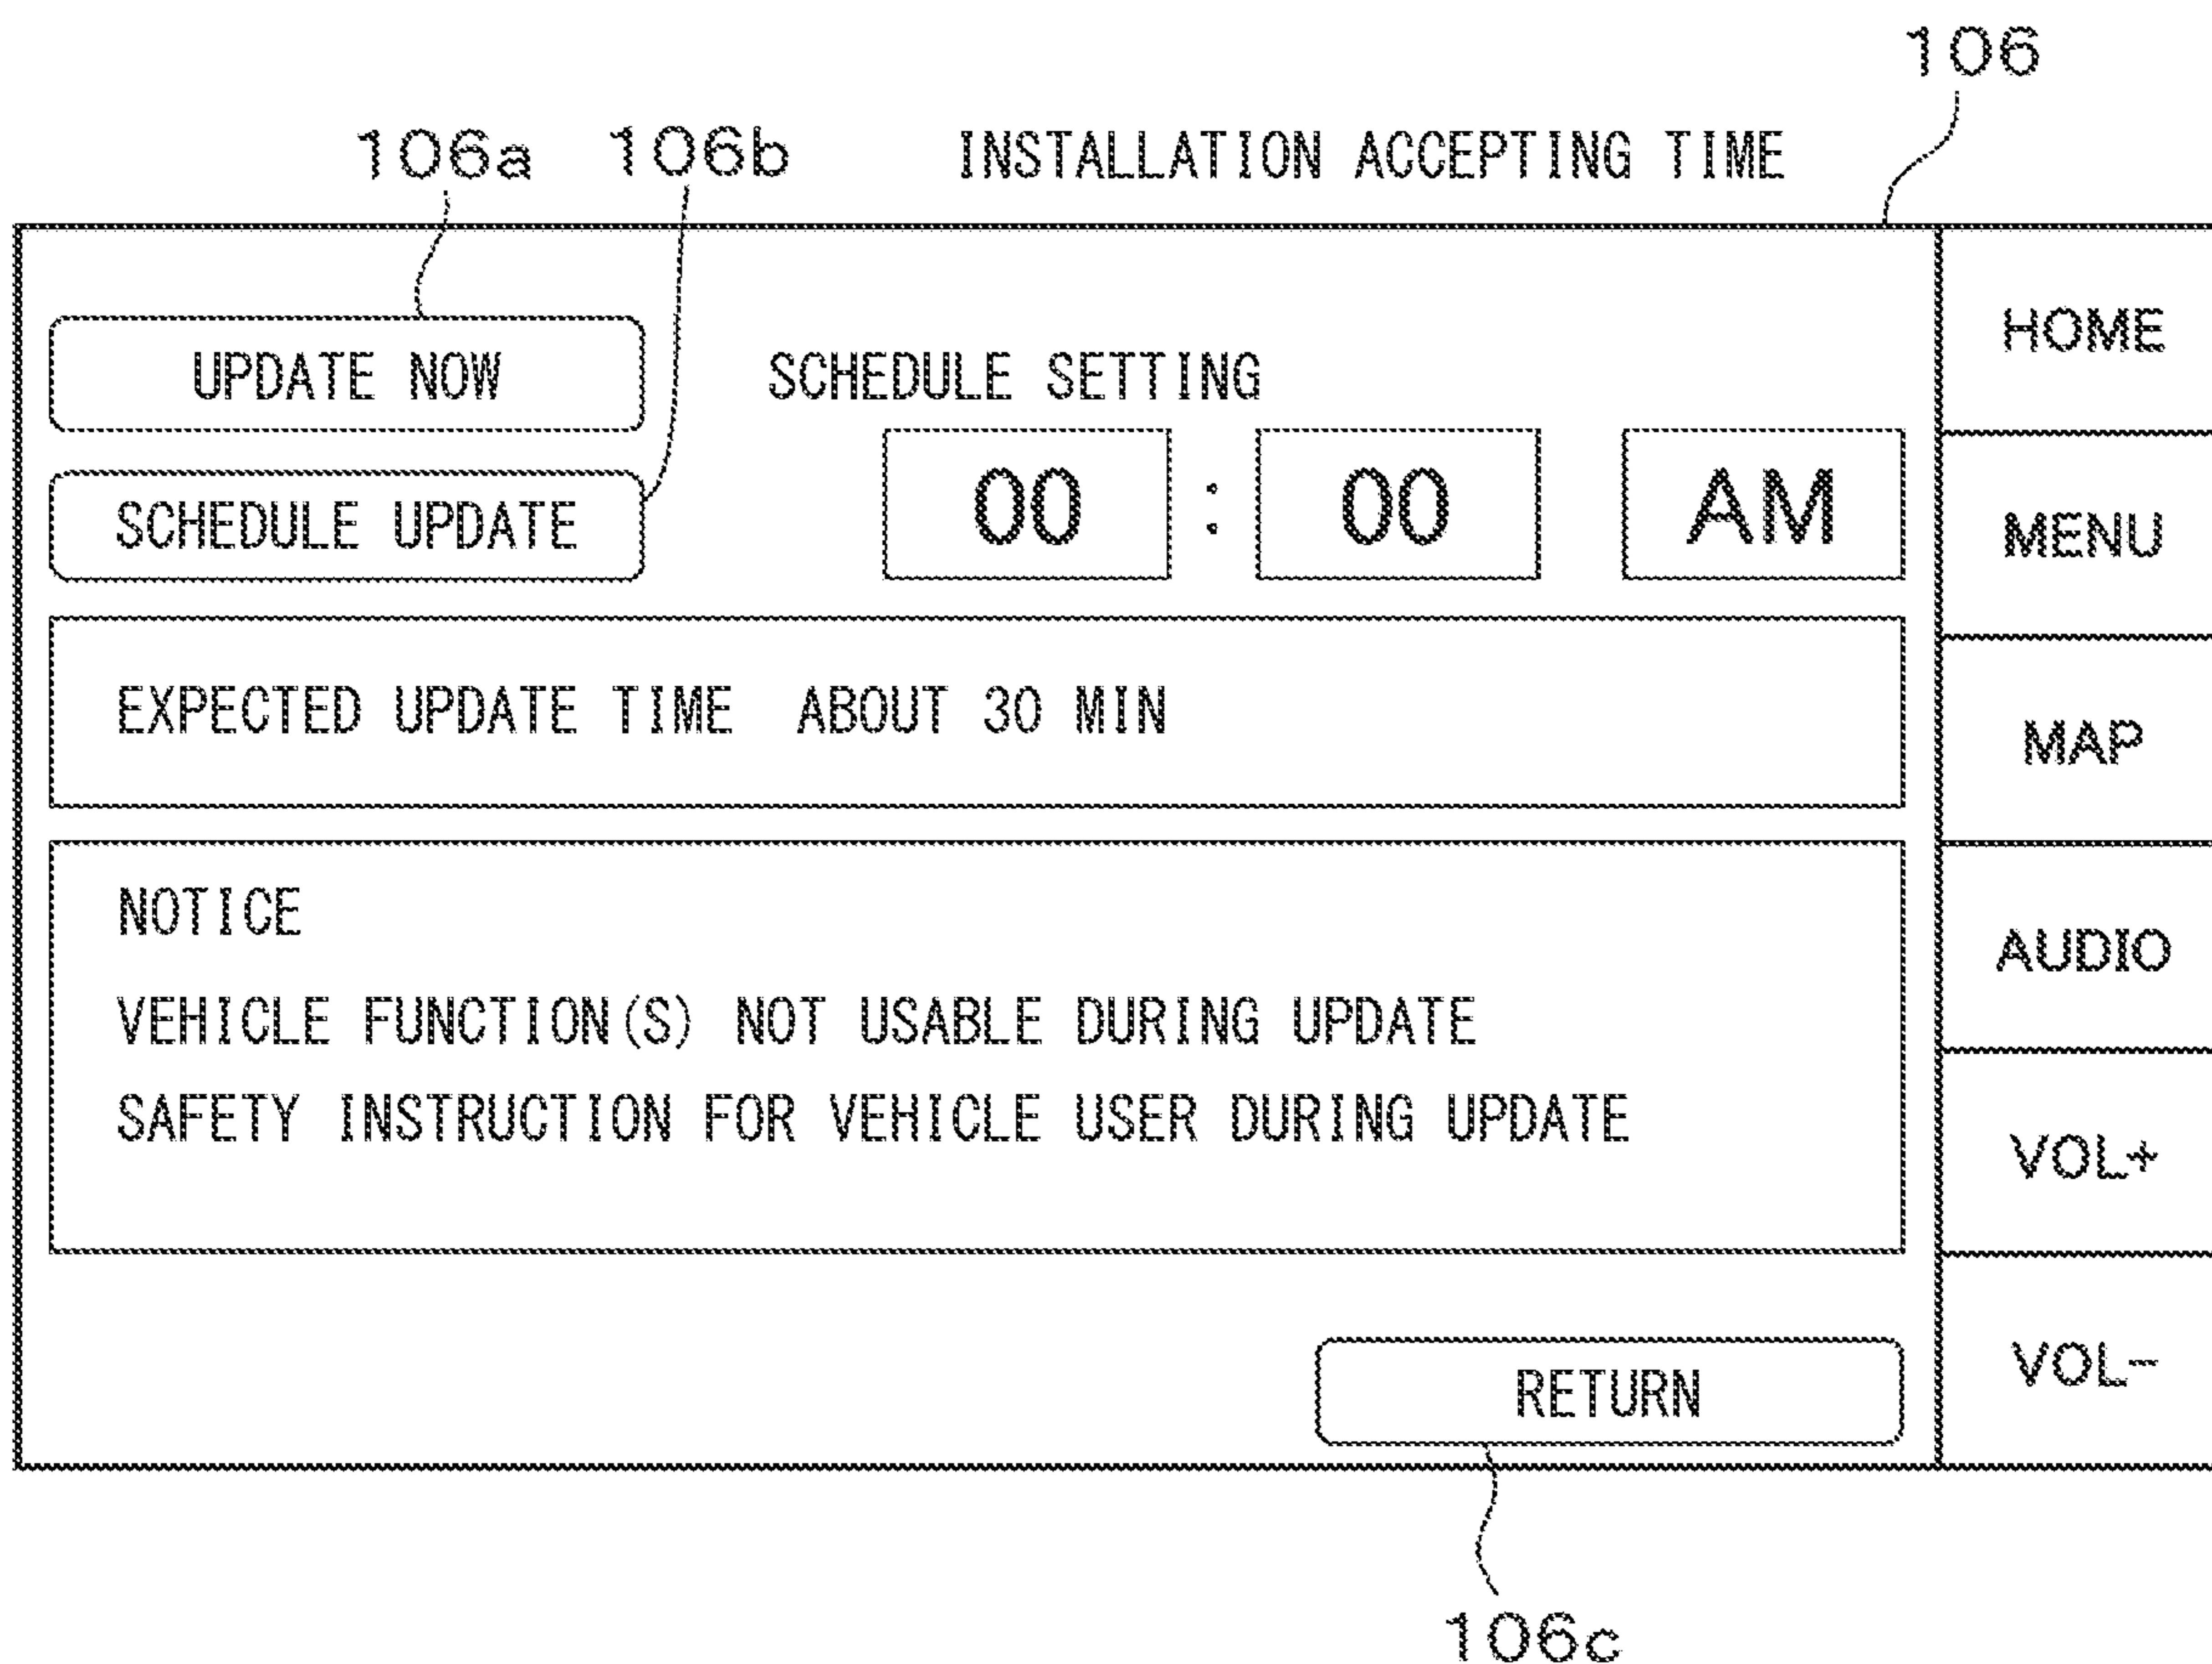 106
106a 106b INSTALLATION ACCEPTING TIME
UPDATE NOW
SCHEDULE SETTING
SCHEDULE UPDATE
00 : 00 AM
EXPECTED UPDATE TIME ABOUT 30 MIN
NOTICE
VEHICLE FUNCTION(S) NOT USABLE DURING UPDATE
SAFETY INSTRUCTION FOR VEHICLE USER DURING UPDATE
RETURN
HOME
MENU
MAP
AUDIO
VOL+
VOL-
106c